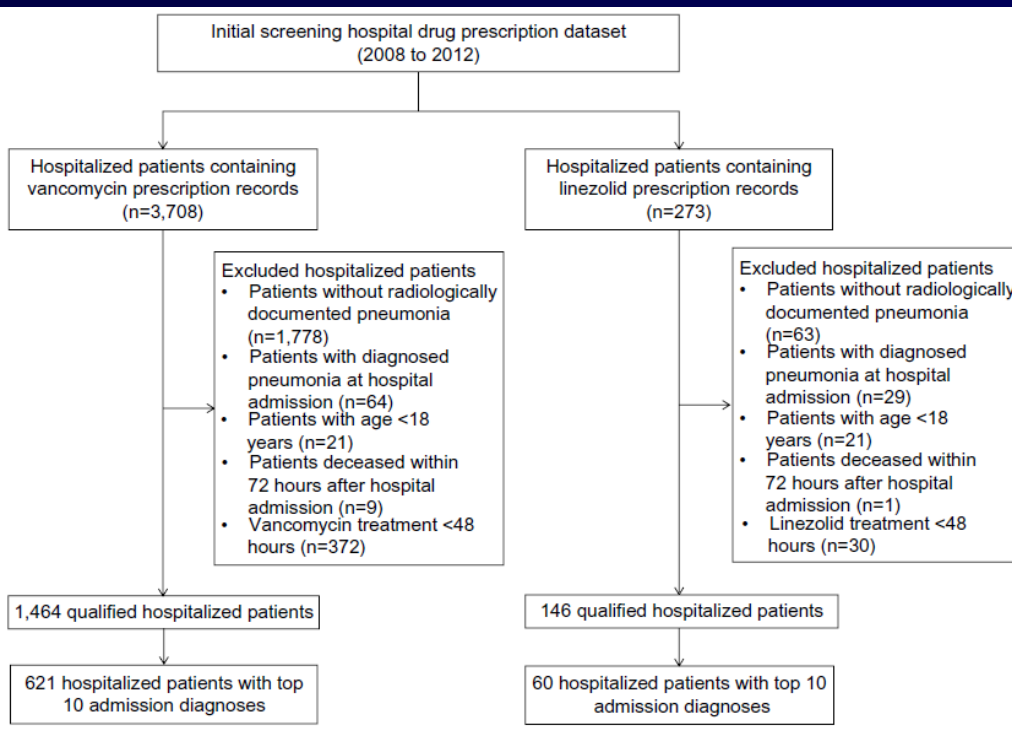 Initial screening hospital drug prescription dataset
(2008 to 2012)
Hospitalized patients containing
vancomycin prescription records
(n=3,708)
Hospitalized patients containing
linezolid prescription records
(n=273)
Excluded hospitalized patients
• Patients without radiologically
documented pneumonia
(n=1,778)
• Patients with diagnosed
pneumonia at hospital
admission (n=64)
• Patients with age <18
years (n=21)
• Patients deceased within
72 hours after hospital
admission (n=9)
• Vancomycin treatment <48
hours (n=372)
Excluded hospitalized patients
• Patients without radiologically
documented pneumonia
(n=63)
• Patients with diagnosed
pneumonia at hospital
admission (n=29)
• Patients with age <18
years (n=21)
• Patients deceased within
72 hours after hospital
admission (n=1)
• Linezolid treatment <48
hours (n=30)
1,464 qualified hospitalized patients
146 qualified hospitalized patients
621 hospitalized patients with top
10 admission diagnoses
60 hospitalized patients with top 10
admission diagnoses